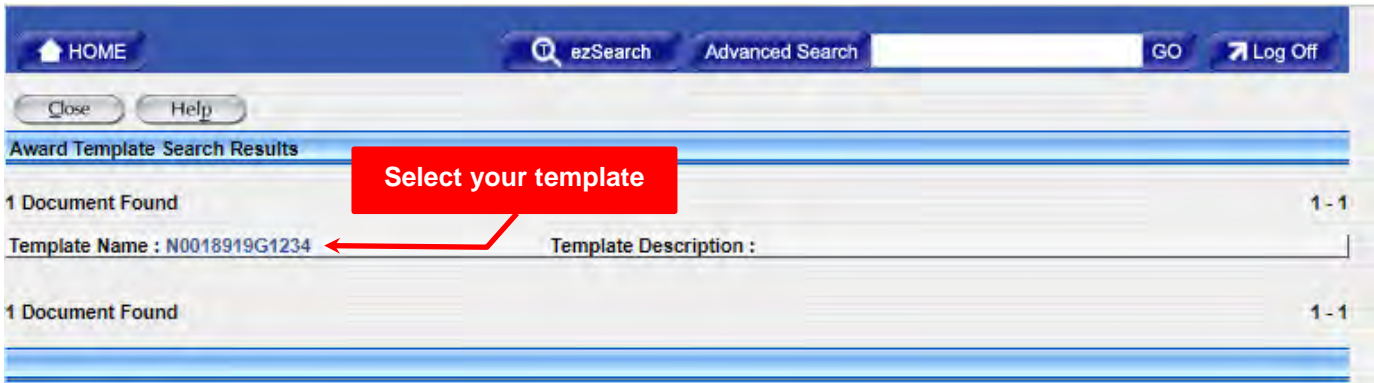 HOME ezSearch Advanced Search GO Log Off
Close Help
Award Template Search Results
Select your template
1 Document Found 1 - 1
Template Name : N0018919G1234 Template Description :
1 Document Found 1 - 1